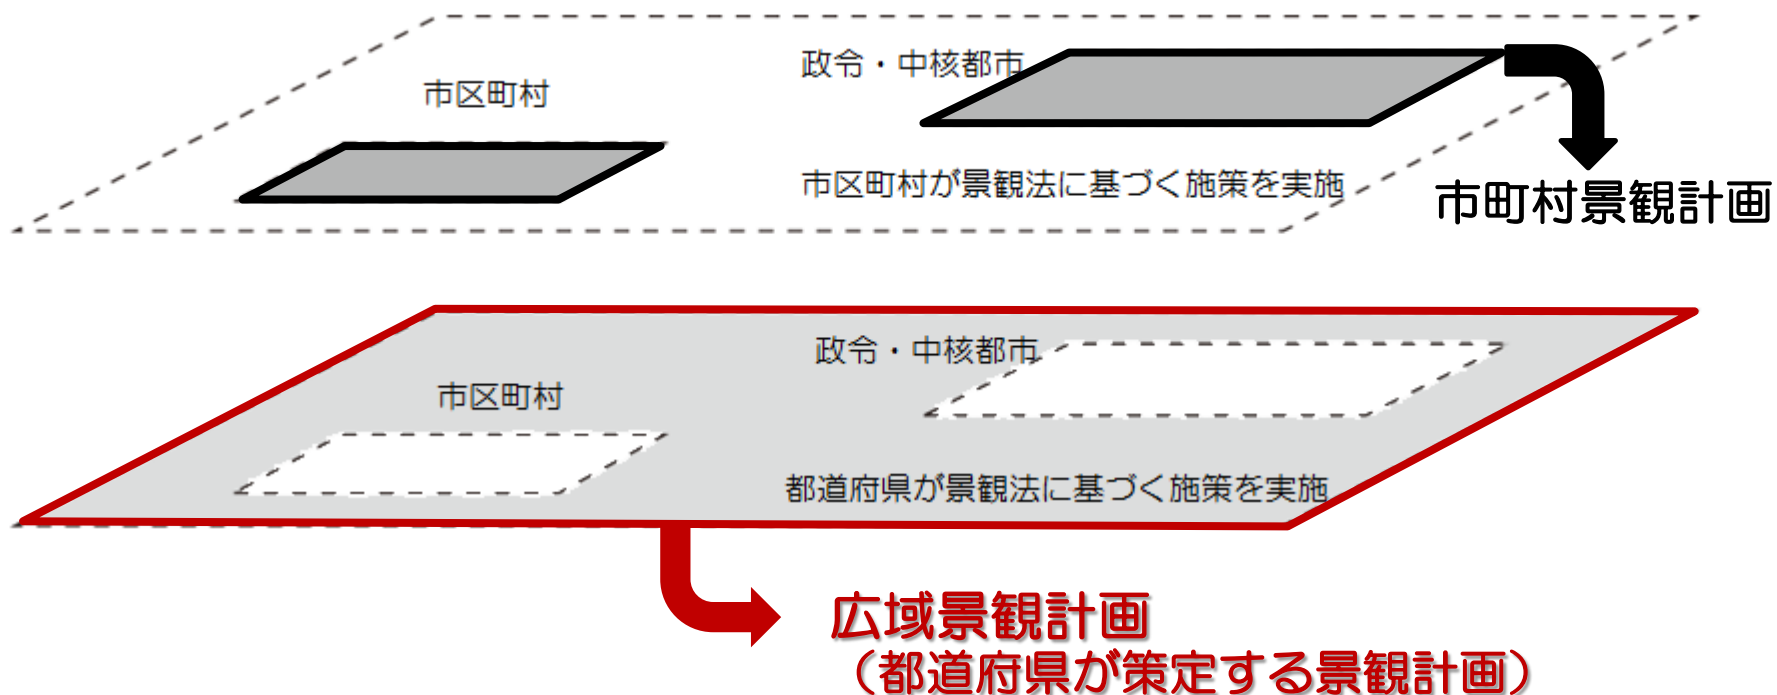 政令・中核都市
市区町村
市区町村が景観法に基づく施策を実施
市町村景観計画
政令・中核都市
市区町村
都道府県が景観法に基づく施策を実施
広域景観計画
（都道府県が策定する景観計画）